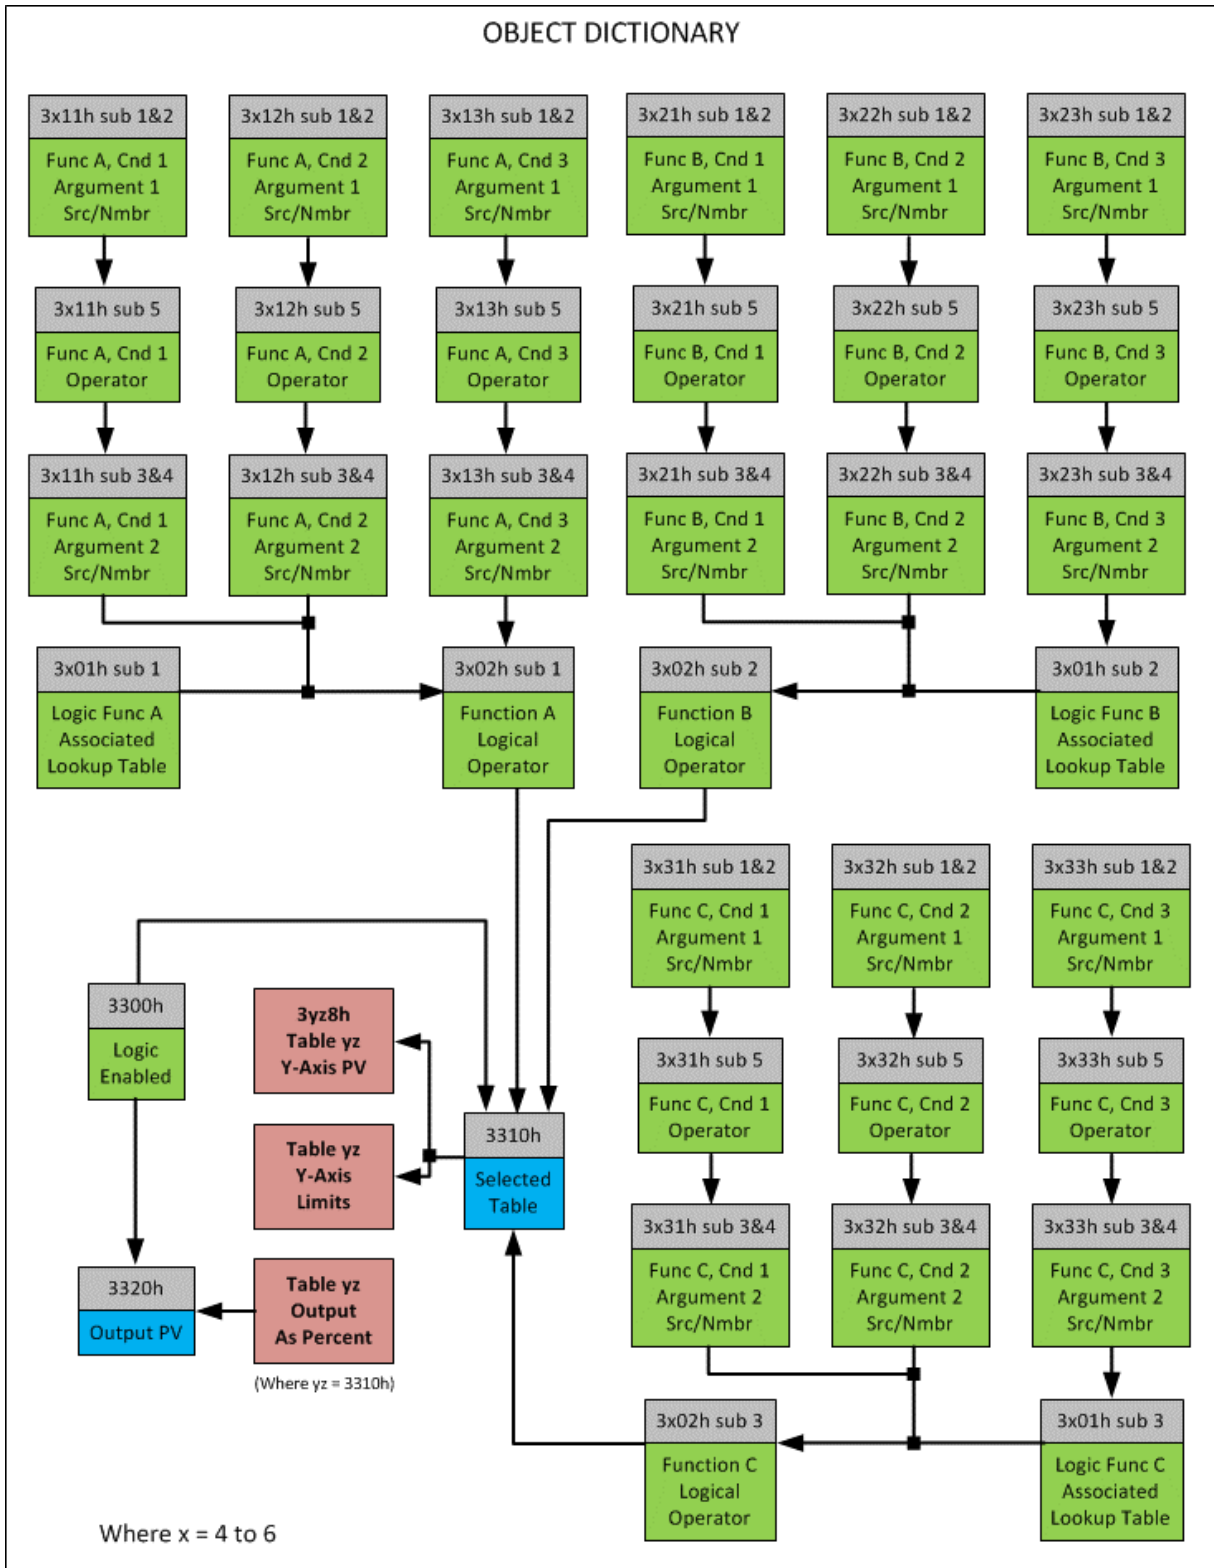 OBJECT DICTIONARY
3x11h sub 1&2
Func A, Cnd 1
Argument 1
Src/Nmbr
3x12h sub 1&2
Func A, Cnd 2
Argument 1
Src/Nmbr
3x13h sub 1&2
Func A, Cnd 3
Argument 1
Src/Nmbr
3x21h sub 1&2
Func B, Cnd 1
Argument 1
Src/Nmbr
3x22h sub 1&2
Func B, Cnd 2
Argument 1
Src/Nmbr
3x23h sub 1&2
Func B, Cnd 3
Argument 1
Src/Nmbr
3x11h sub 5
Func A, Cnd 1
Operator
3x12h sub 5
Func A, Cnd 2
Operator
3x13h sub 5
Func A, Cnd 3
Operator
3x21h sub 5
Func B, Cnd 1
Operator
3x22h sub 5
Func B, Cnd 2
Operator
3x23h sub 5
Func B, Cnd 3
Operator
3x11h sub 3&4
Func A, Cnd 1
Argument 2
Src/Nmbr
3x12h sub 3&4
Func A, Cnd 2
Argument 2
Src/Nmbr
3x13h sub 3&4
Func A, Cnd 3
Argument 2
Src/Nmbr
3x21h sub 3&4
Func B, Cnd 1
Argument 2
Src/Nmbr
3x22h sub 3&4
Func B, Cnd 2
Argument 2
Src/Nmbr
3x23h sub 3&4
Func B, Cnd 3
Argument 2
Src/Nmbr
3x01h sub 1
Logic Func A
Associated
Lookup Table
3x02h sub 1
Function A
Logical
Operator
3x02h sub 2
Function B
Logical
Operator
3x01h sub 2
Logic Func B
Associated
Lookup Table
3x31h sub 1&2
Func C, Cnd 1
Argument 1
Src/Nmbr
3x32h sub 1&2
Func C, Cnd 2
Argument 1
Src/Nmbr
3x33h sub 1&2
Func C, Cnd 3
Argument 1
Src/Nmbr
3300h
Logic
Enabled
3yz8h
Table yz
Y-Axis PV
3x31h sub 5
Func C, Cnd 1
Operator
3x32h sub 5
Func C, Cnd 2
Operator
3x33h sub 5
Func C, Cnd 3
Operator
Table yz
Y-Axis
Limits
3310h
Selected
Table
3x31h sub 3&4
Func C, Cnd 1
Argument 2
Src/Nmbr
3x32h sub 3&4
Func C, Cnd 2
Argument 2
Src/Nmbr
3x33h sub 3&4
Func C, Cnd 3
Argument 2
Src/Nmbr
3320h
Output PV
Table yz
Output
As Percent
(Where yz = 3310h)
3x02h sub 3
Function C
Logical
Operator
3x01h sub 3
Logic Func C
Associated
Lookup Table
Where x = 4 to 6